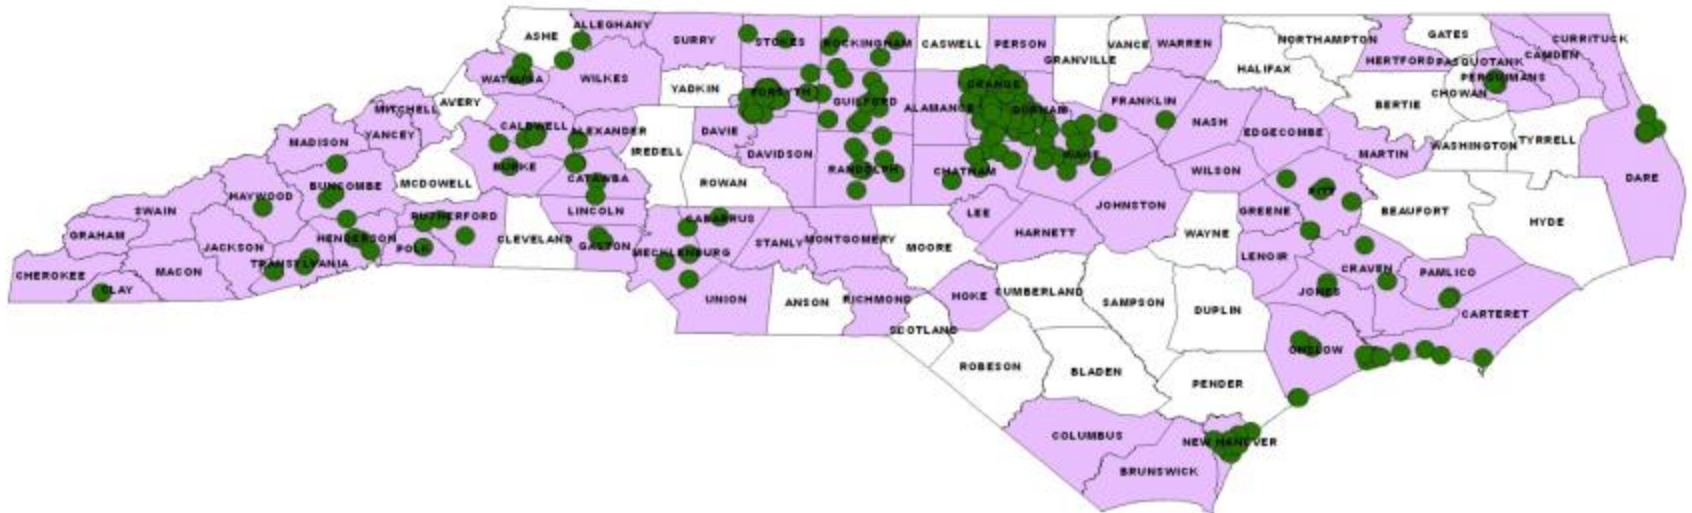 ALLEGHANY
ASHE
SURRY
STOKES
ROCKINGHAM
CASWELL
PERSON
GRANVILLE
VANCE
WARREN
NORTHAMPTON
GATES
CURRITUCK
HERTFORD
PASQUOTANK
CAMDEN
PERQUIMANS
CHOWAN
HALIFAX
BERTIE
WATAUGA
WILKES
YADKIN
FORSYTH
GUILFORD
ALAMANCE
ORANGE
DURHAM
FRANKLIN
NASH
EDGECOMBE
MARTIN
WASHINGTON
TYRRELL
DARE
MITCHELL
AVERY
YANCEY
MADISON
CALDWELL
ALEXANDER
IREDELL
DAVIE
DAVIDSON
RANDOLPH
CHATHAM
WAKE
WILSON
PITT
BEAUFORT
HYDE
BURKE
CATAWBA
ROWAN
MCDOWELL
BUNCOMBE
HAYWOOD
SWAIN
GRAHAM
JACKSON
CHEROKEE
CLAY
MACON
TRANSYLVANIA
HENDERSON
POLK
RUTHERFORD
CLEVELAND
LINCOLN
GASTON
CABARRUS
MECKLENBURG
STANLY
MONTGOMERY
MOORE
LEE
HARNETT
JOHNSTON
WAYNE
GREENE
LENOIR
CRAVEN
PAMLICO
JONES
CARTERET
UNION
ANSON
RICHMOND
SCOTLAND
HOKE
CUMBERLAND
SAMPSON
DUPLIN
ONSLOW
ROBESON
BLADEN
PENDER
COLUMBUS
NEW HANOVER
BRUNSWICK